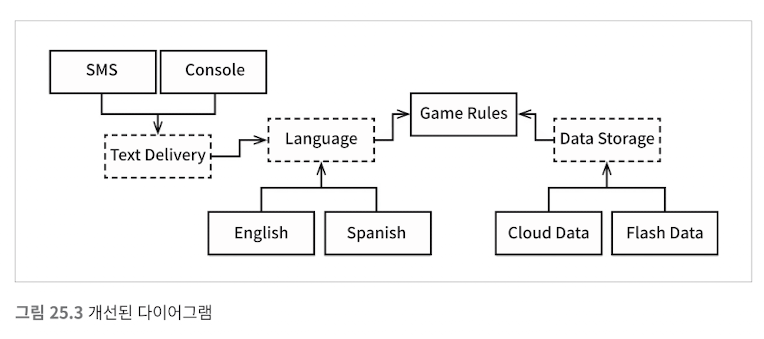 SMS
Console
Game Rules
Text Delivery
Language
Data Storage
English
Spanish
Cloud Data
Flash Data
그림 25.3 개선된 다이어그램